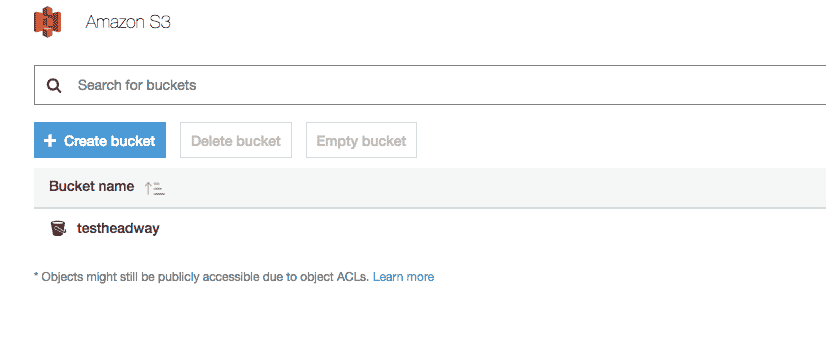 Amazon S3
Search for buckets
+ Create bucket Delete bucket Empty bucket
Bucket name
testheadway
* Objects might still be publicly accessible due to object ACLs. Learn more